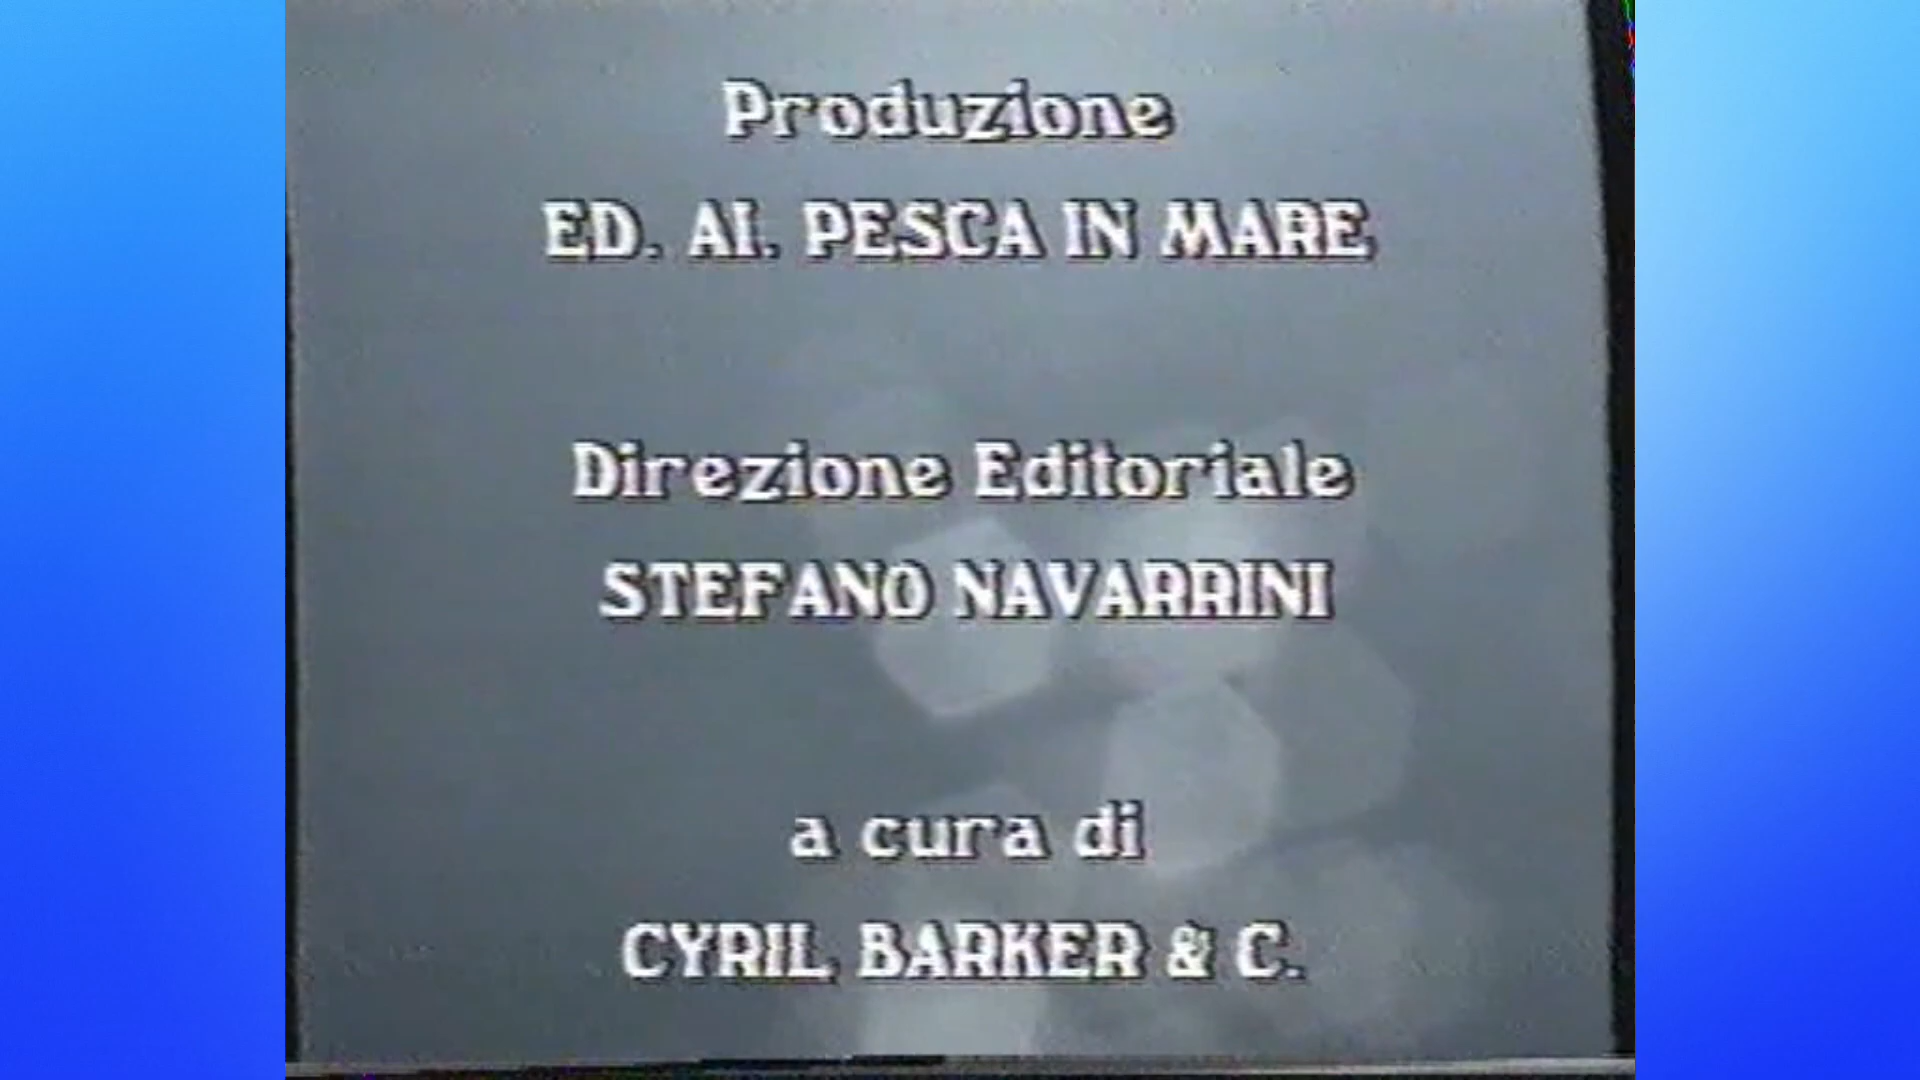 Produzione
ED. AI. PESCA IN MARE
Direzione Editoriale
STEFANO NAVARRINI
a cura di
CYRIL BARKER & C.